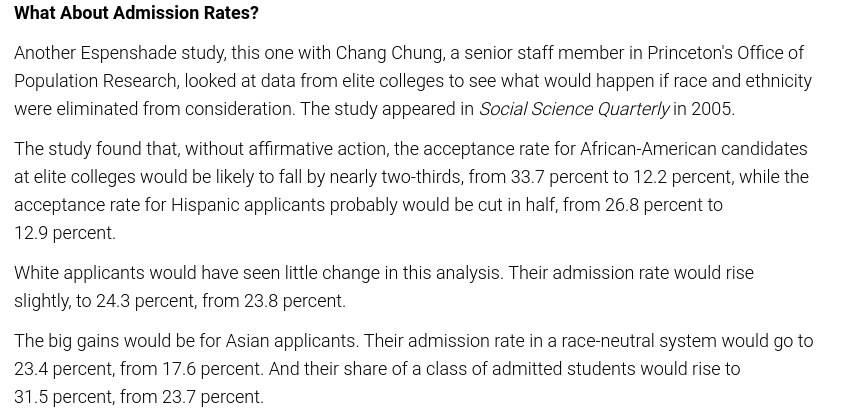 What About Admission Rates?
Another Espenshade study, this one with Chang Chung, a senior staff member in Princeton's Office of
Population Research, looked at data from elite colleges to see what would happen if race and ethnicity
were eliminated from consideration. The study appeared in Social Science Quarterly in 2005.
The study found that, without affirmative action, the acceptance rate for African-American candidates
at elite colleges would be likely to fall by nearly two-thirds, from 33.7 percent to 12.2 percent, while the
acceptance rate for Hispanic applicants probably would be cut in half, from 26.8 percent to
12.9 percent.
White applicants would have seen little change in this analysis. Their admission rate would rise
slightly, to 24.3 percent, from 23.8 percent.
The big gains would be for Asian applicants. Their admission rate in a race-neutral system would go to
23.4 percent, from 17.6 percent. And their share of a class of admitted students would rise to
31.5 percent, from 23.7 percent.